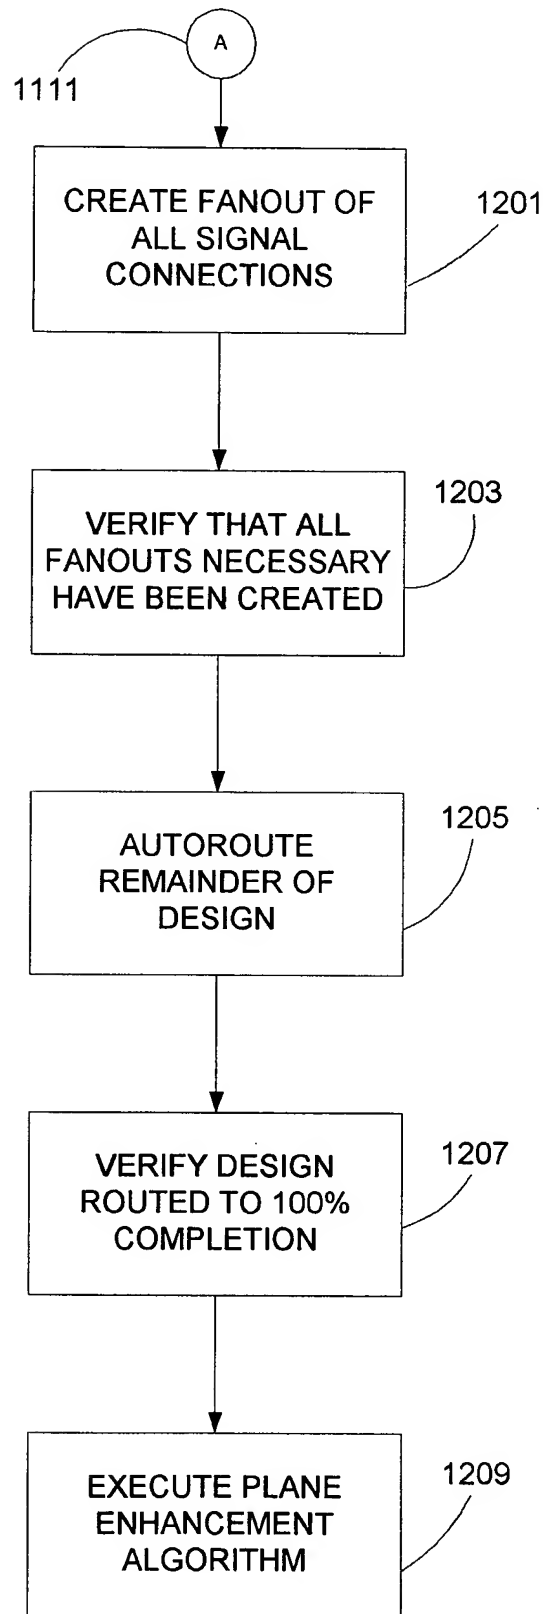 A
1111
CREATE FANOUT OF
ALL SIGNAL
CONNECTIONS
1201
VERIFY THAT ALL
FANOUTS NECESSARY
HAVE BEEN CREATED
1203
AUTOROUTE
REMAINDER OF
DESIGN
1205
VERIFY DESIGN
ROUTED TO 100%
COMPLETION
1207
EXECUTE PLANE
ENHANCEMENT
ALGORITHM
1209